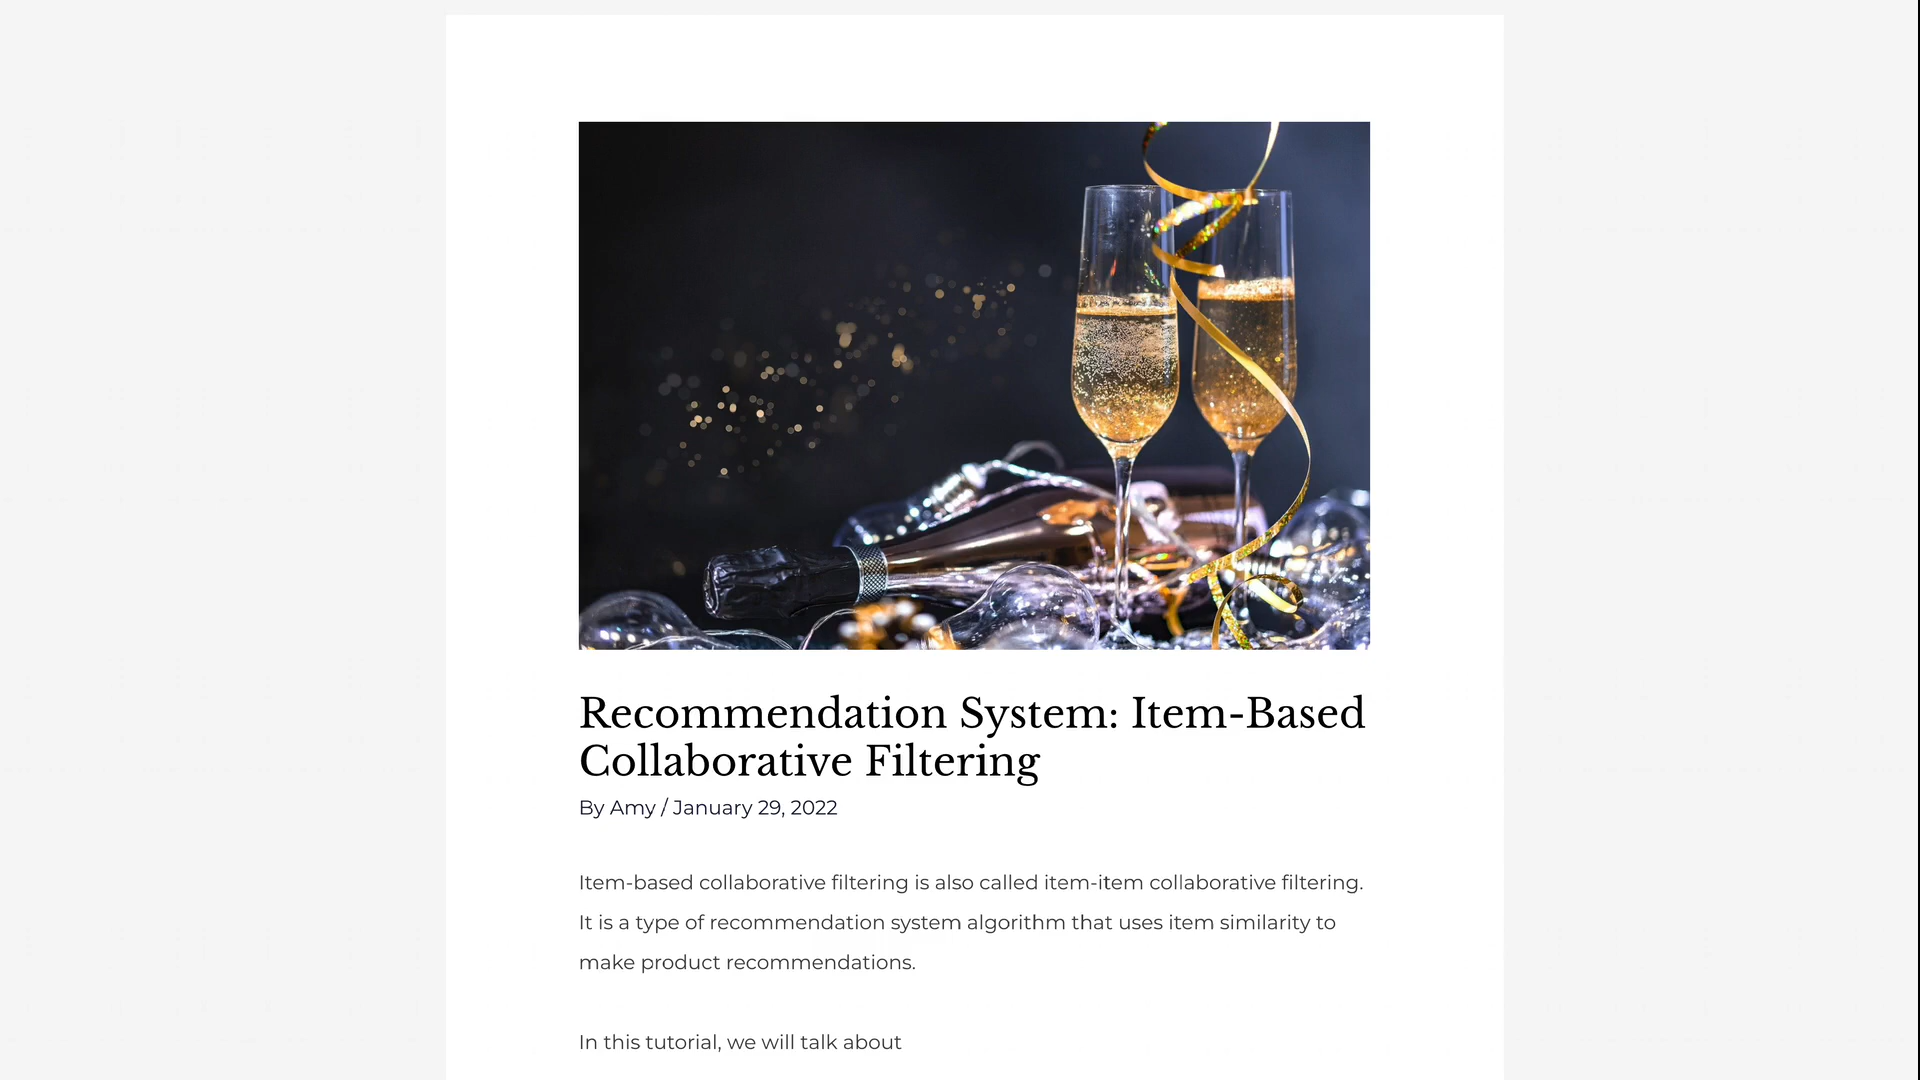 Recommendation System: Item-Based
Collaborative Filtering
By Amy / January 29, 2022
Item-based collaborative filtering is also called item-item collaborative filtering.
It is a type of recommendation system algorithm that uses item similarity to
make product recommendations.
In this tutorial, we will talk about